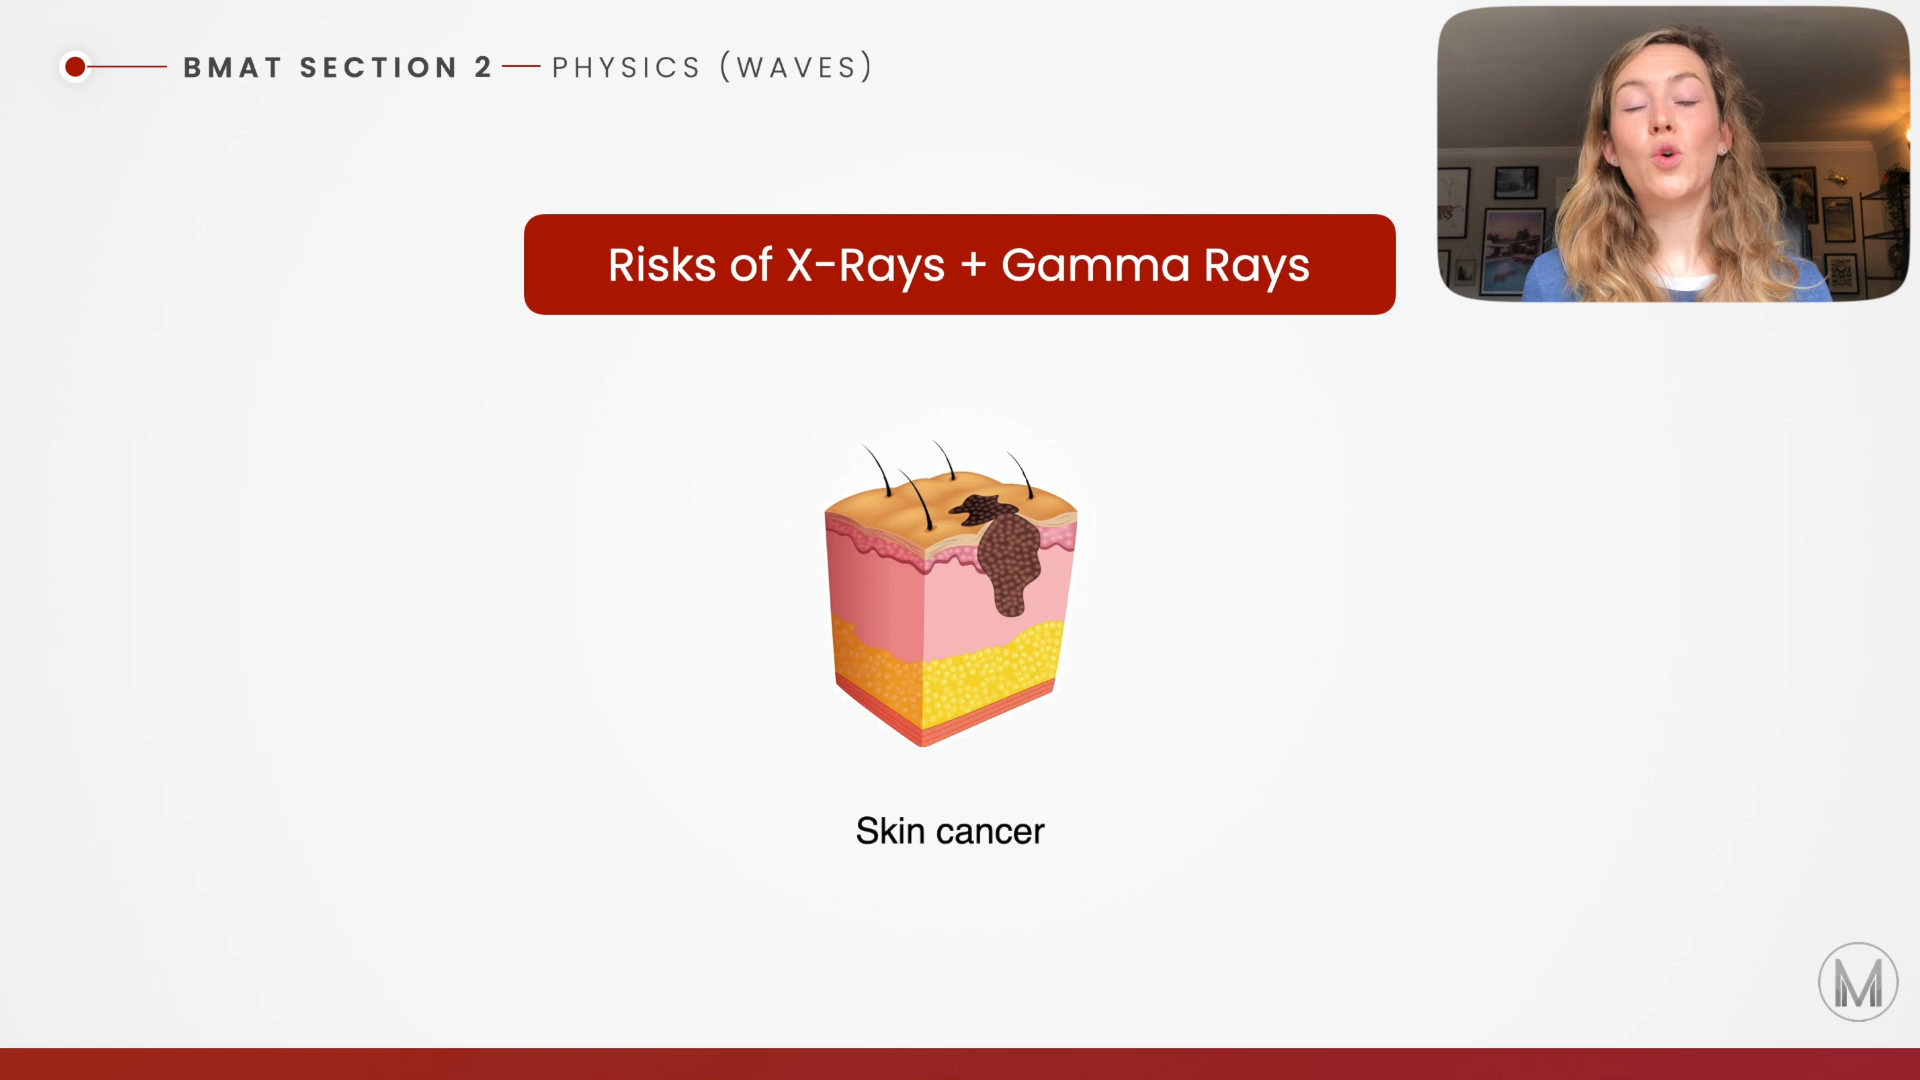 BMAT SECTION 2 — PHYSICS (WAVES)
Risks of X-Rays + Gamma Rays
Skin cancer
M